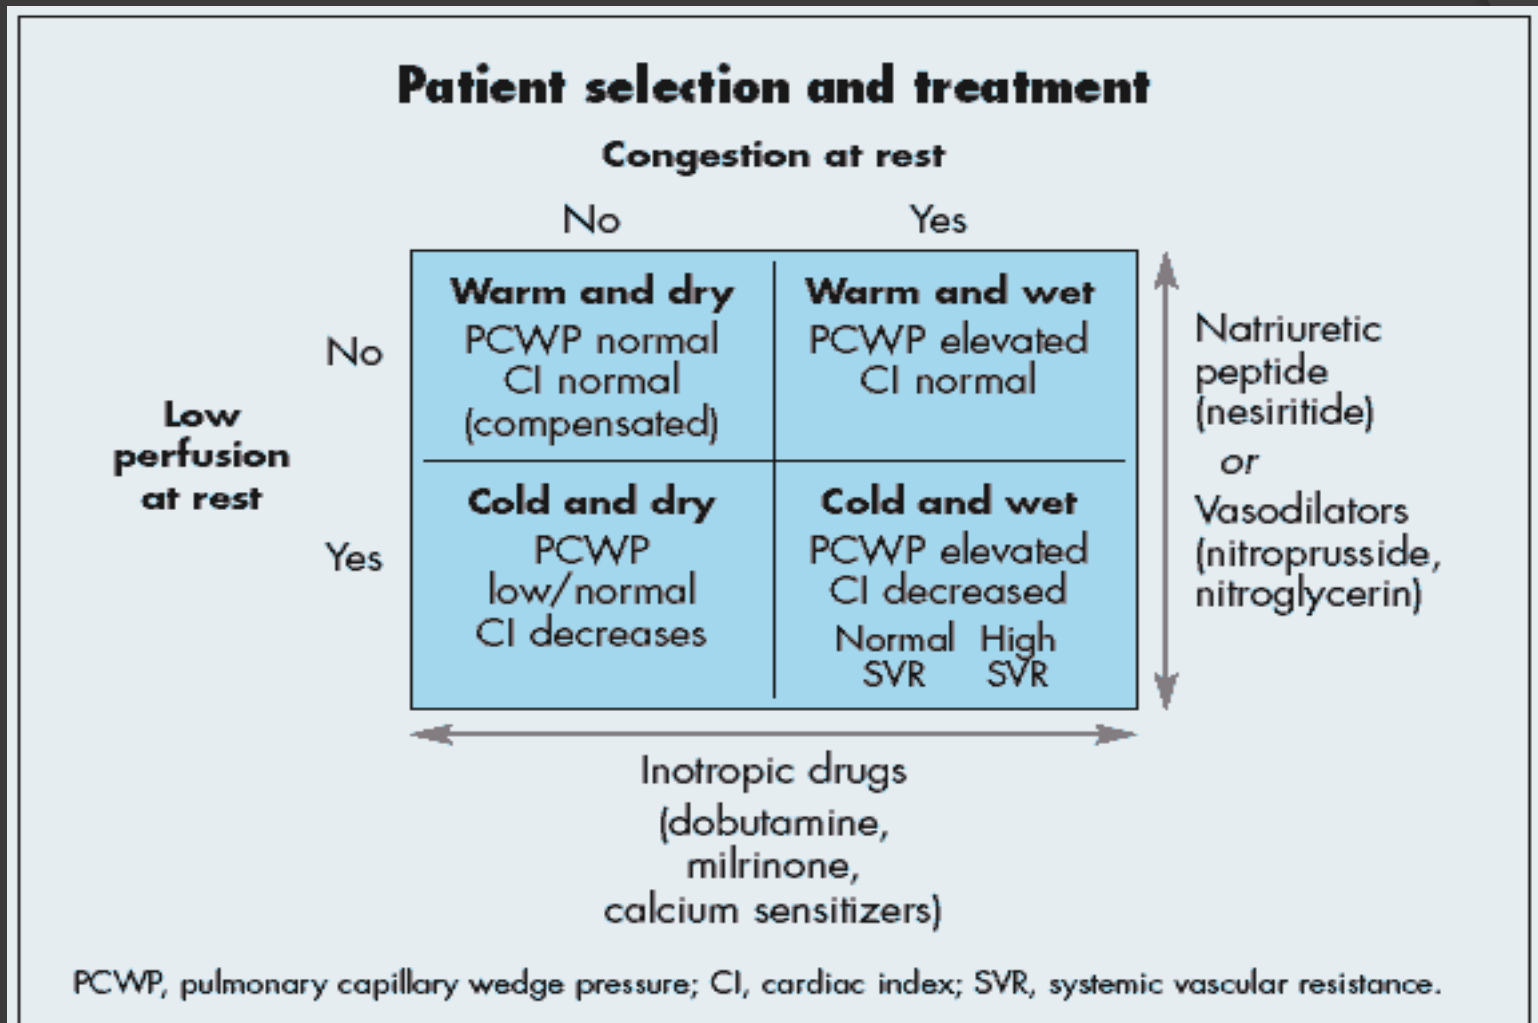 Patient selection and treatment
Congestion at rest
No Yes
Warm and dry
PCWP normal
CI normal
(compensated)
Warm and wet
PCWP elevated
CI normal
No
Low
perfusion
at rest
Yes
Cold and dry
PCWP
low/normal
CI decreases
Cold and wet
PCWP elevated
CI decreased
Normal High
SVR SVR
Natriuretic
peptide
(nesiritide)
or
Vasodilators
(nitroprusside,
nitroglycerin)
Inotropic drugs
(dobutamine,
milrinone,
calcium sensitizers)
PCWP, pulmonary capillary wedge pressure; CI, cardiac index; SVR, systemic vascular resistance.